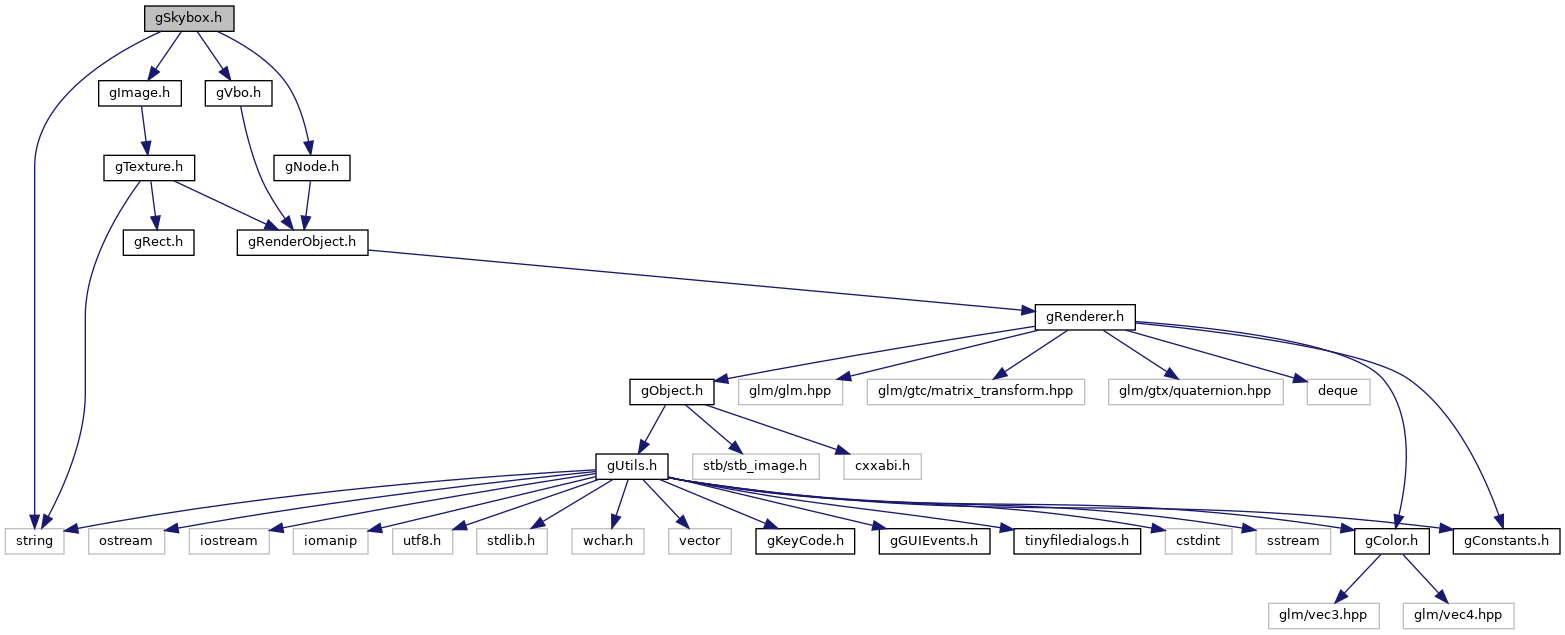 gSkybox.h
gImage.h
gVbo.h
gTexture.h
gNode.h
gRect.h
gRenderObject.h
gRenderer.h
gObject.h
glm/glm.hpp
glm/gtc/matrix_transform.hpp
glm/gtx/quaternion.hpp
deque
gUtils.h
stb/stb_image.h
cxxabi.h
string
ostream
iostream
iomanip
utf8.h
stdlib.h
wchar.h
vector
gKeyCode.h
gGUIEvents.h
tinyfiledialogs.h
cstdint
sstream
gColor.h
gConstants.h
glm/vec3.hpp
glm/vec4.hpp